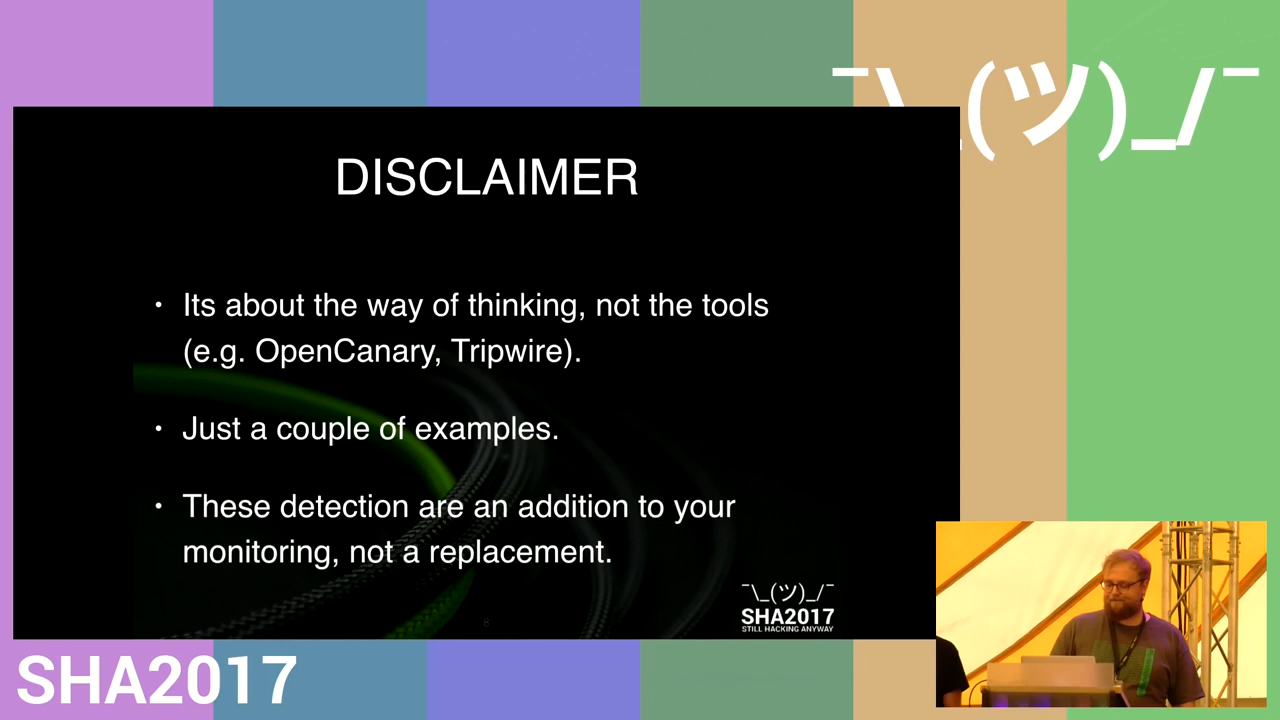 ¯\_(ツ)_/¯
DISCLAIMER
• Its about the way of thinking, not the tools
(e.g. OpenCanary, Tripwire).
• Just a couple of examples.
• These detection are an addition to your
monitoring, not a replacement.
¯\_(ツ)_/¯
SHA2017
STILL HACKING ANYWAY
8
SHA2017